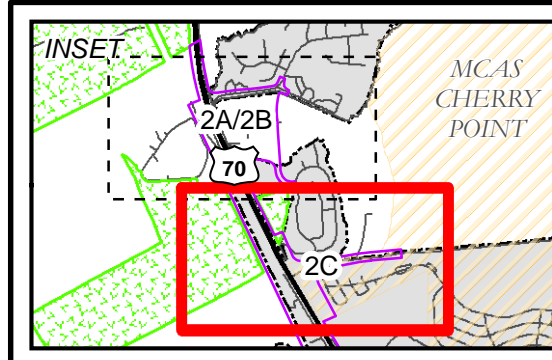 INSET
MCAS
CHERRY
POINT
2A/2B
70
2C